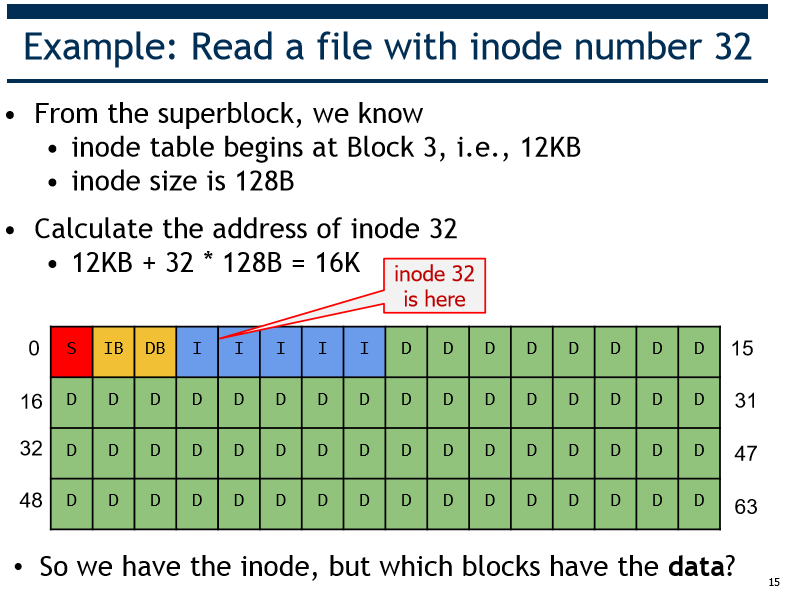 Example: Read a file with inode number 32
• From the superblock, we know
• inode table begins at Block 3, i.e., 12KB
• inode size is 128B
• Calculate the address of inode 32
• 12KB + 32 * 128B = 16K
inode 32
is here
0 S IB DB I I I I I D D D D D D D D 15
16 D D D D D D D D D D D D D D D D 31
32 D D D D D D D D D D D D D D D D 47
48 D D D D D D D D D D D D D D D D 63
• So we have the inode, but which blocks have the data?
15